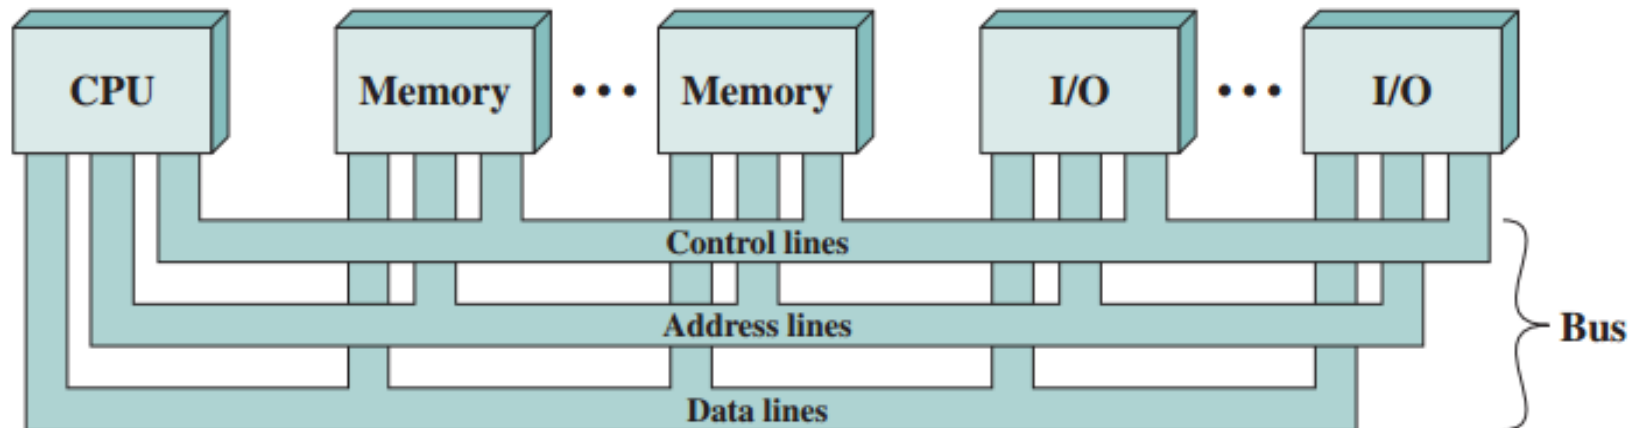 CPU
Memory
• • •
Memory
I/O
• • •
I/O
Control lines
Address lines
Bus
Data lines